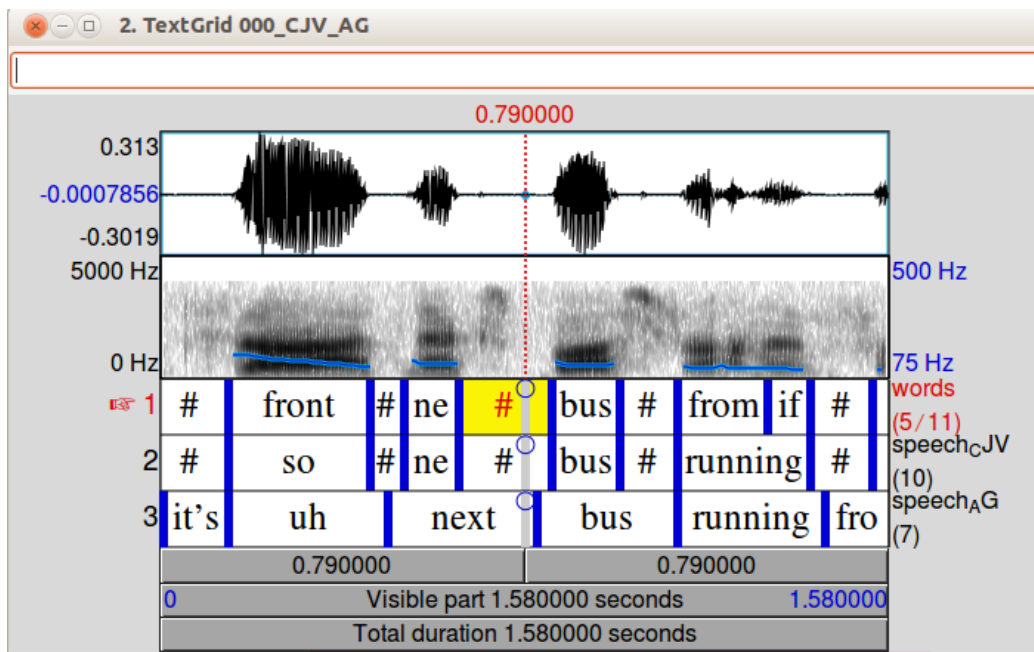 2. TextGrid 000_CJV_AG
0.790000
0.313
-0.0007856
-0.3019
5000 Hz 500 Hz
0 Hz 75 Hz
1 # front # ne # bus # from if # words (5/11)
2 # so # ne # bus # running # speechCJV (10)
3 it's uh next bus running fro speechAG (7)
0.790000 0.790000
0 Visible part 1.580000 seconds 1.580000
Total duration 1.580000 seconds